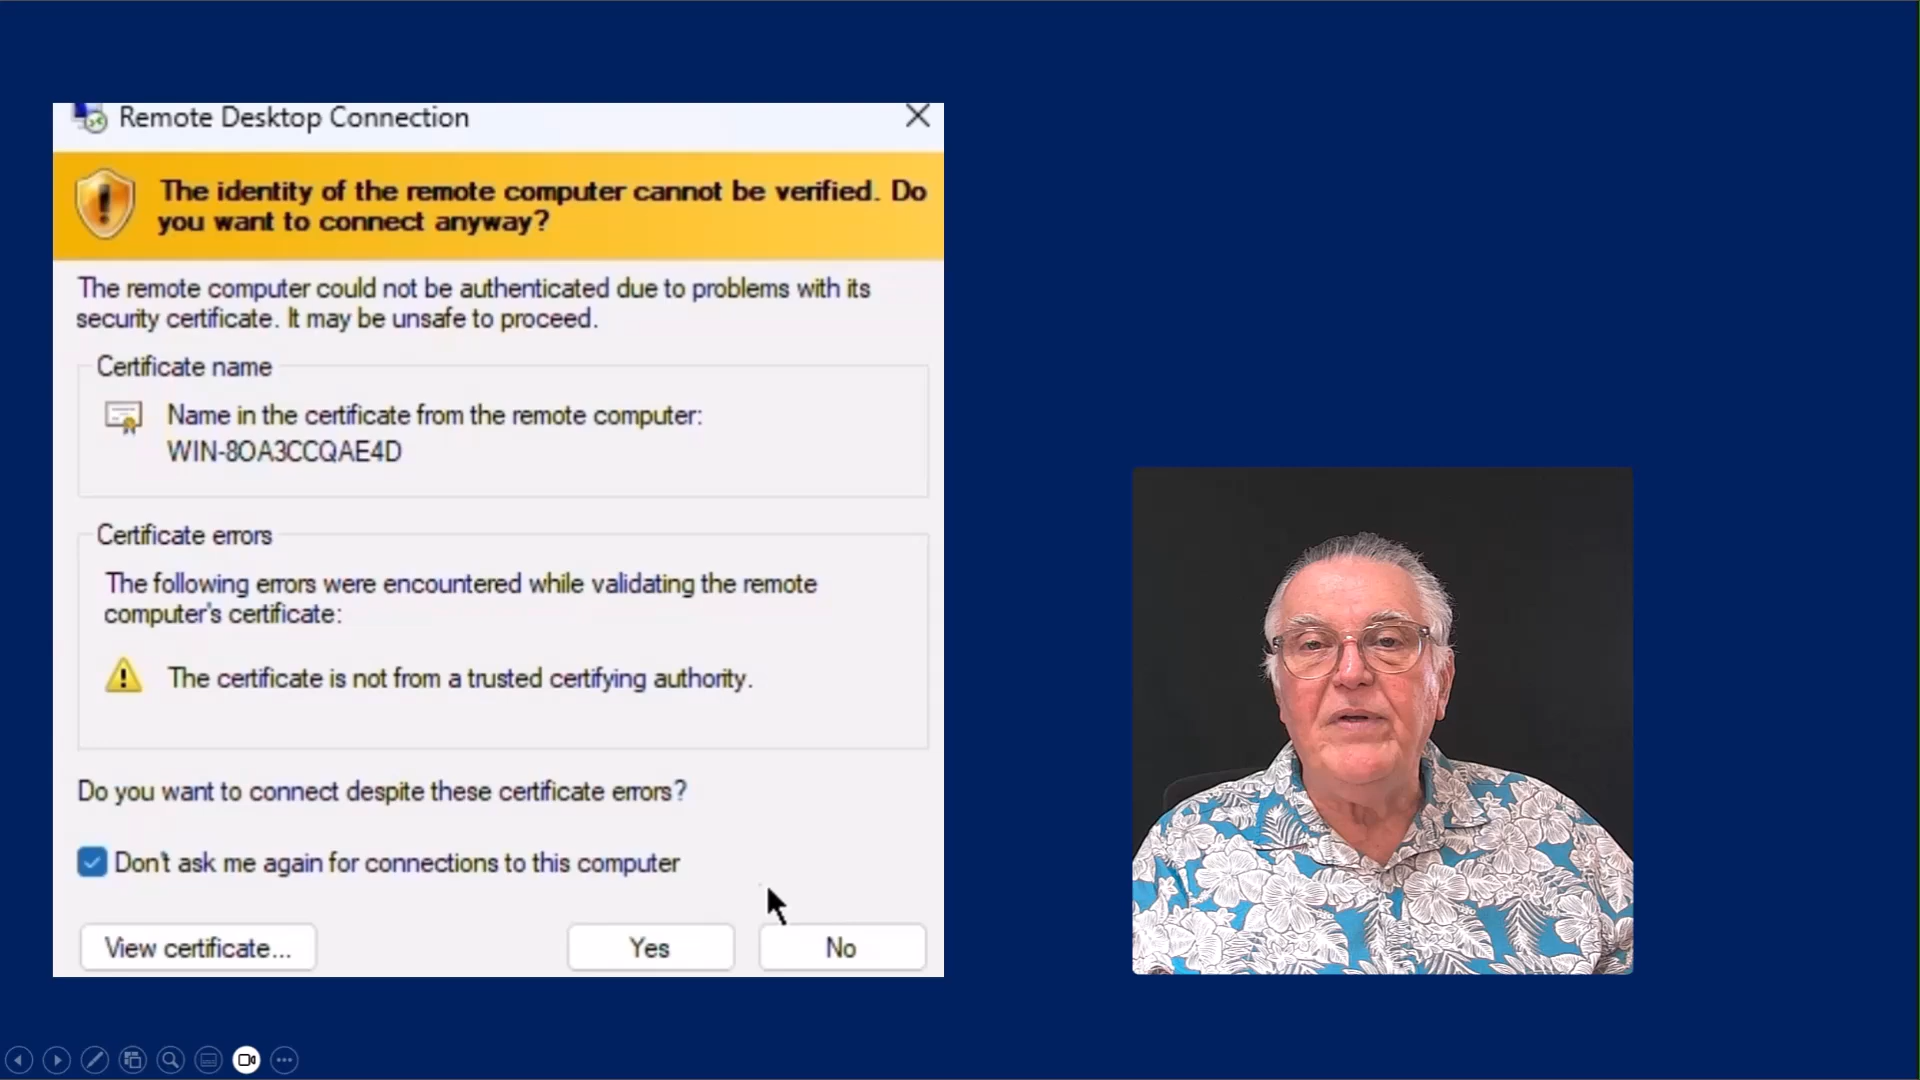 Remote Desktop Connection
The identity of the remote computer cannot be verified. Do
you want to connect anyway?
The remote computer could not be authenticated due to problems with its
security certificate. It may be unsafe to proceed.
Certificate name
Name in the certificate from the remote computer:
WIN-8OA3CCQAE4D
Certificate errors
The following errors were encountered while validating the remote
computer's certificate:
The certificate is not from a trusted certifying authority.
Do you want to connect despite these certificate errors?
Don't ask me again for connections to this computer
View certificate...
Yes
No